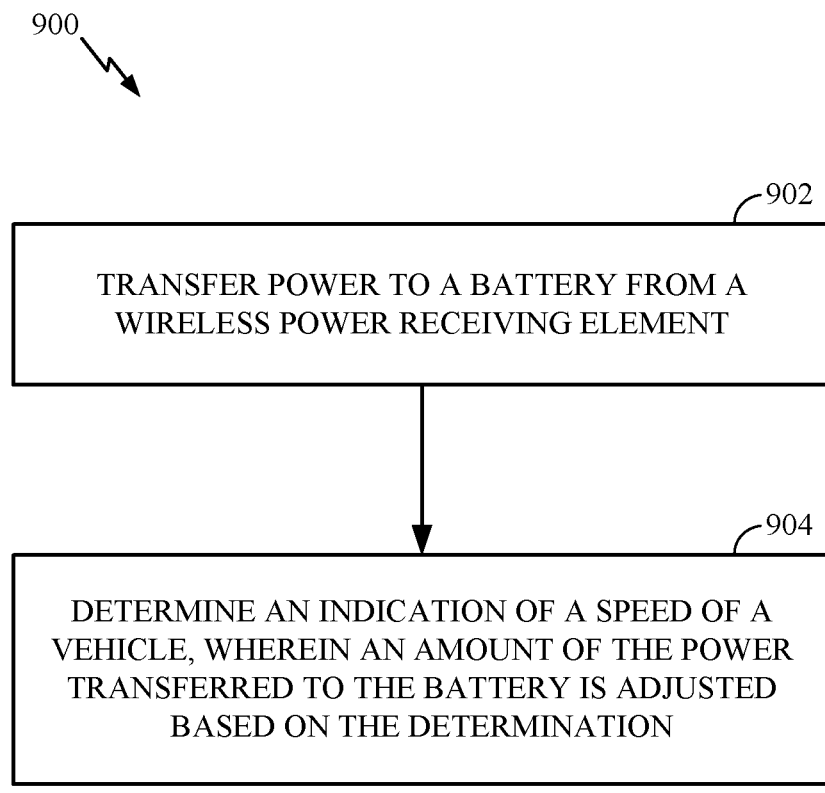 900
902
TRANSFER POWER TO A BATTERY FROM A
WIRELESS POWER RECEIVING ELEMENT
904
DETERMINE AN INDICATION OF A SPEED OF A
VEHICLE, WHEREIN AN AMOUNT OF THE POWER
TRANSFERRED TO THE BATTERY IS ADJUSTED
BASED ON THE DETERMINATION